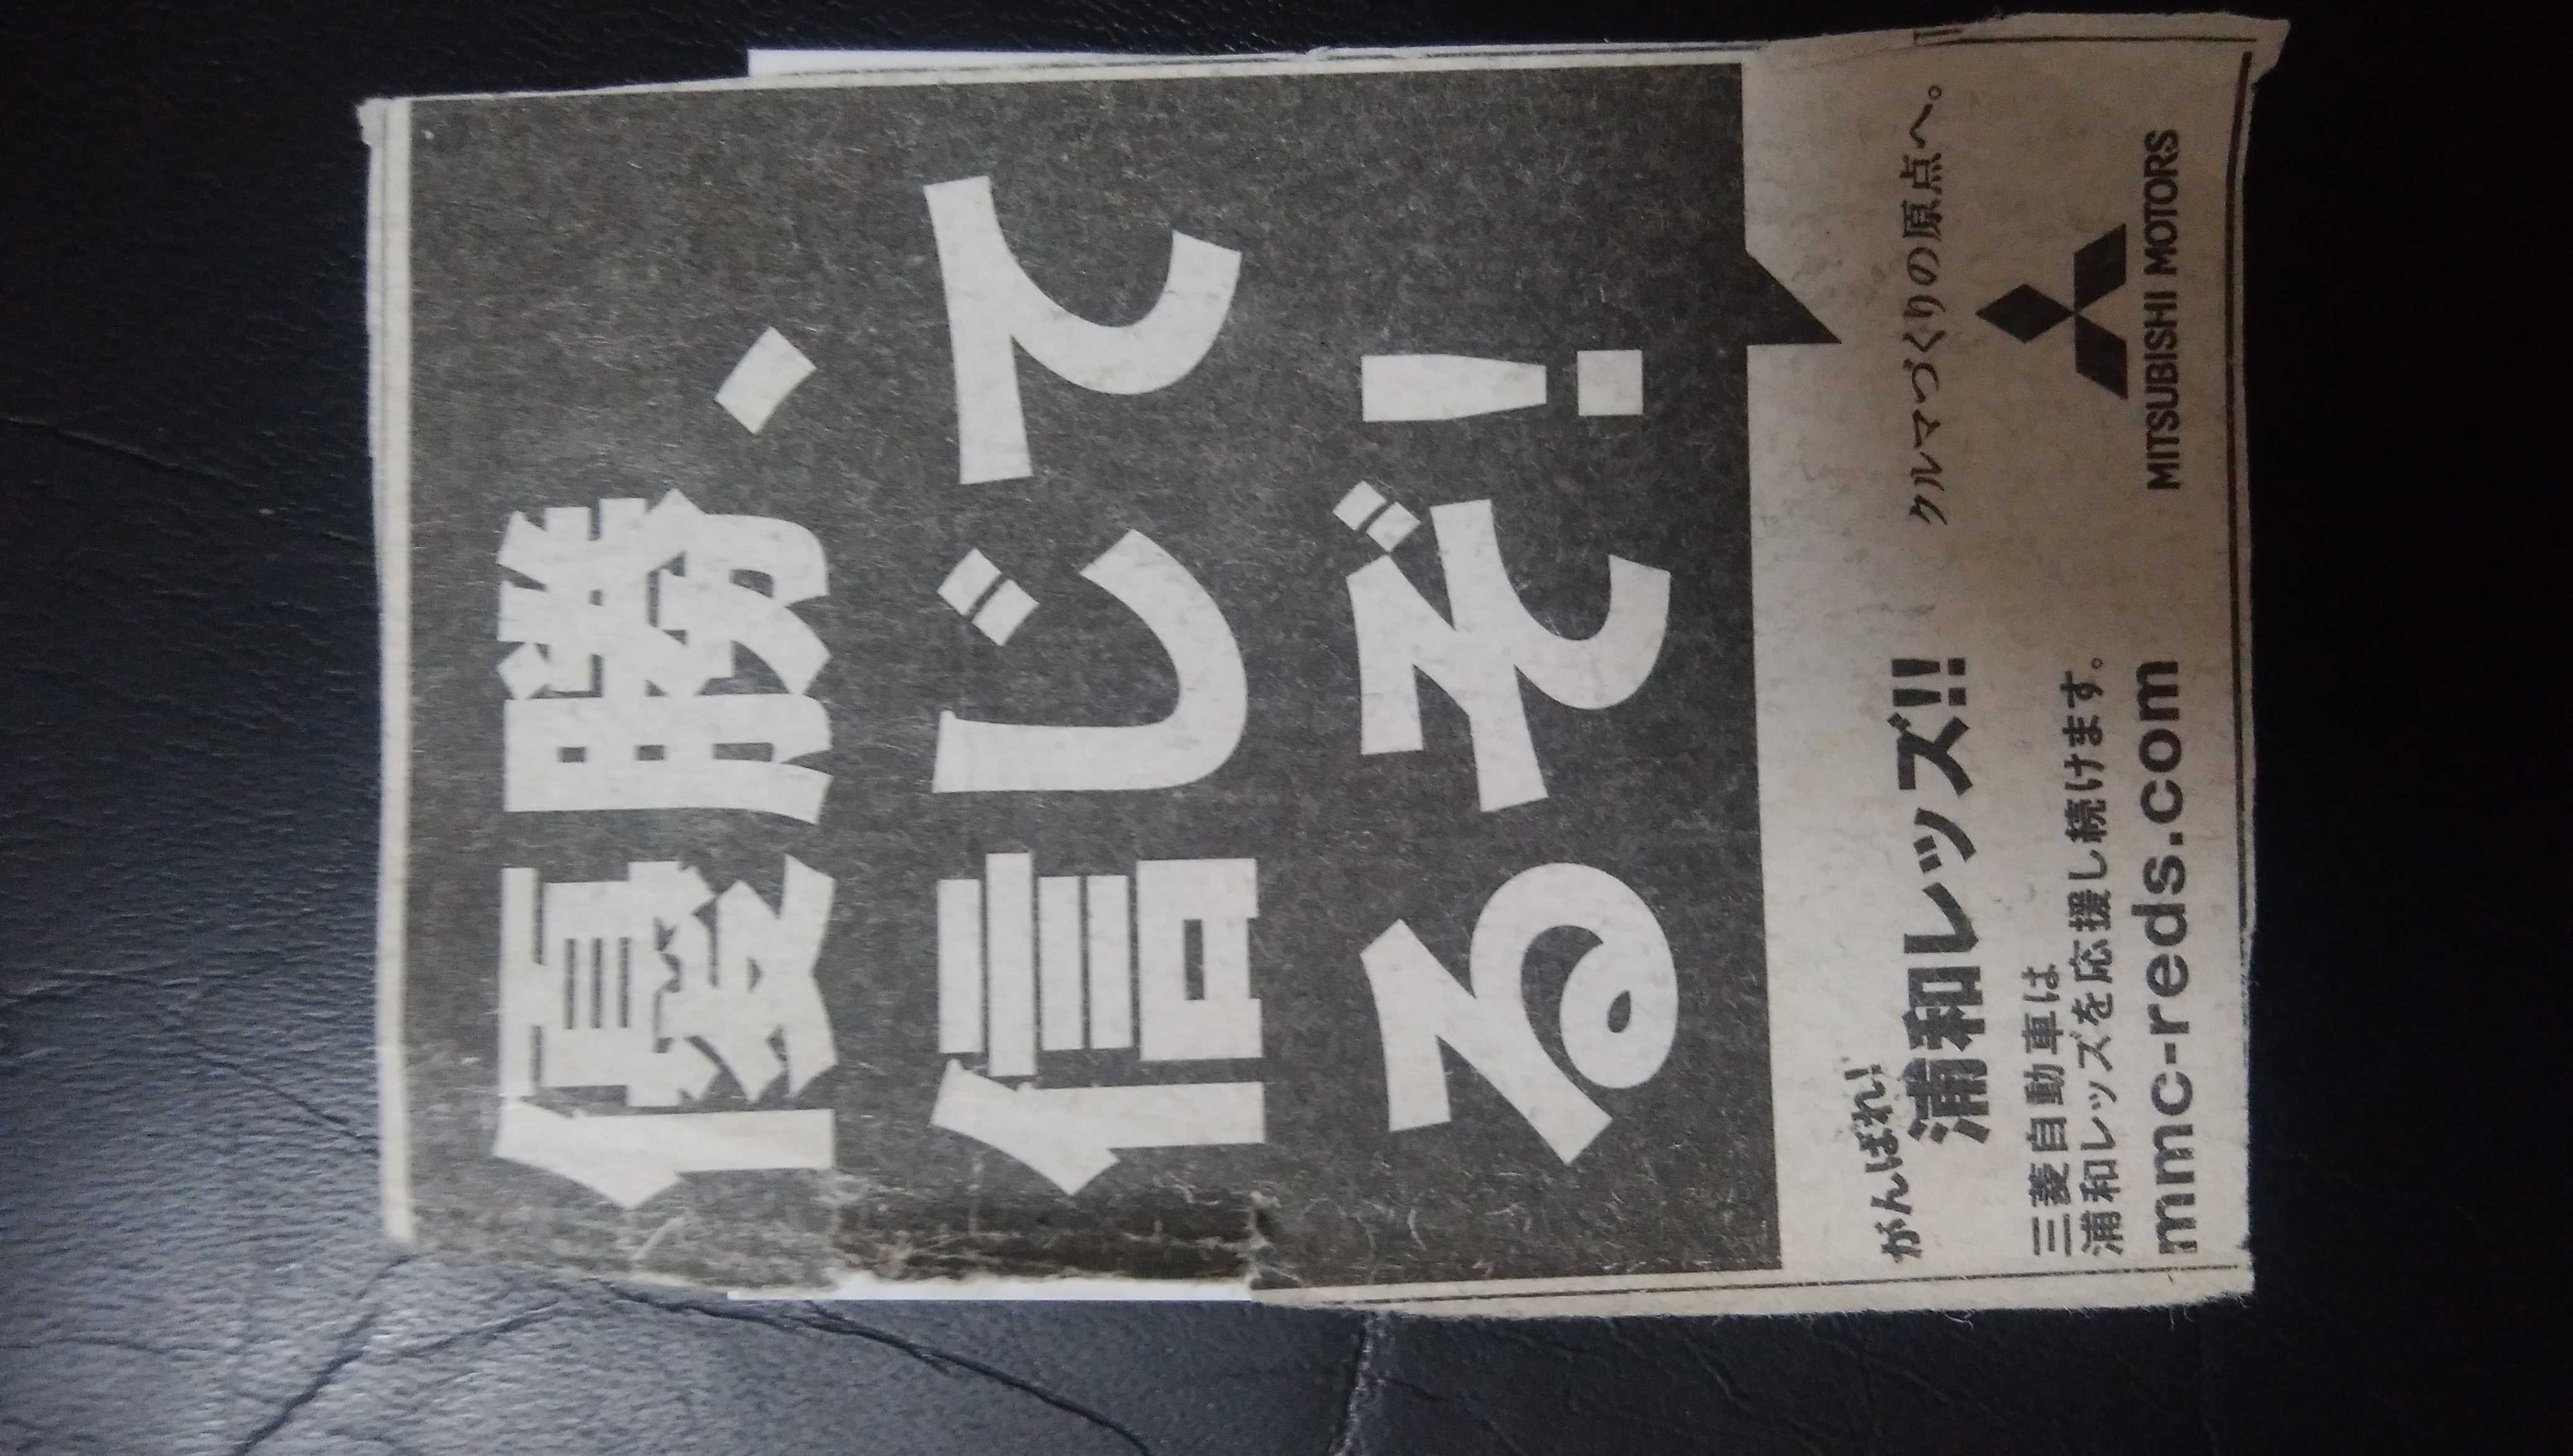 優勝、
信じて
るぞ!
がんばれ!
浦和レッズ!!
三菱自動車は
浦和レッズを応援し続けます。
mmc-reds.com
クルマづくりの原点へ。
MITSUBISHI MOTORS